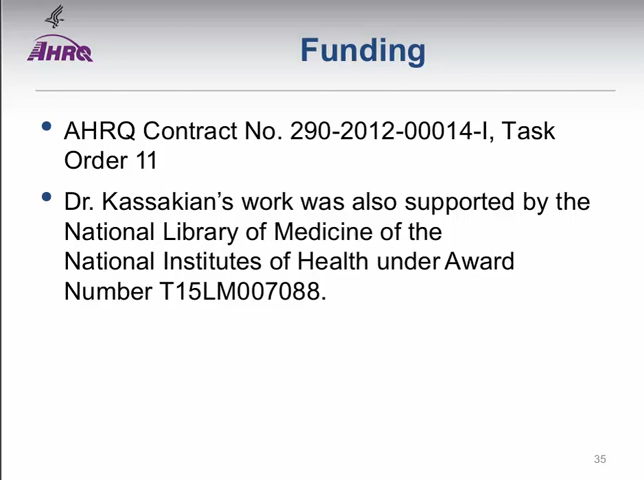 AHRQ
Funding
• AHRQ Contract No. 290-2012-00014-I, Task
Order 11
• Dr. Kassakian’s work was also supported by the
National Library of Medicine of the
National Institutes of Health under Award
Number T15LM007088.
35